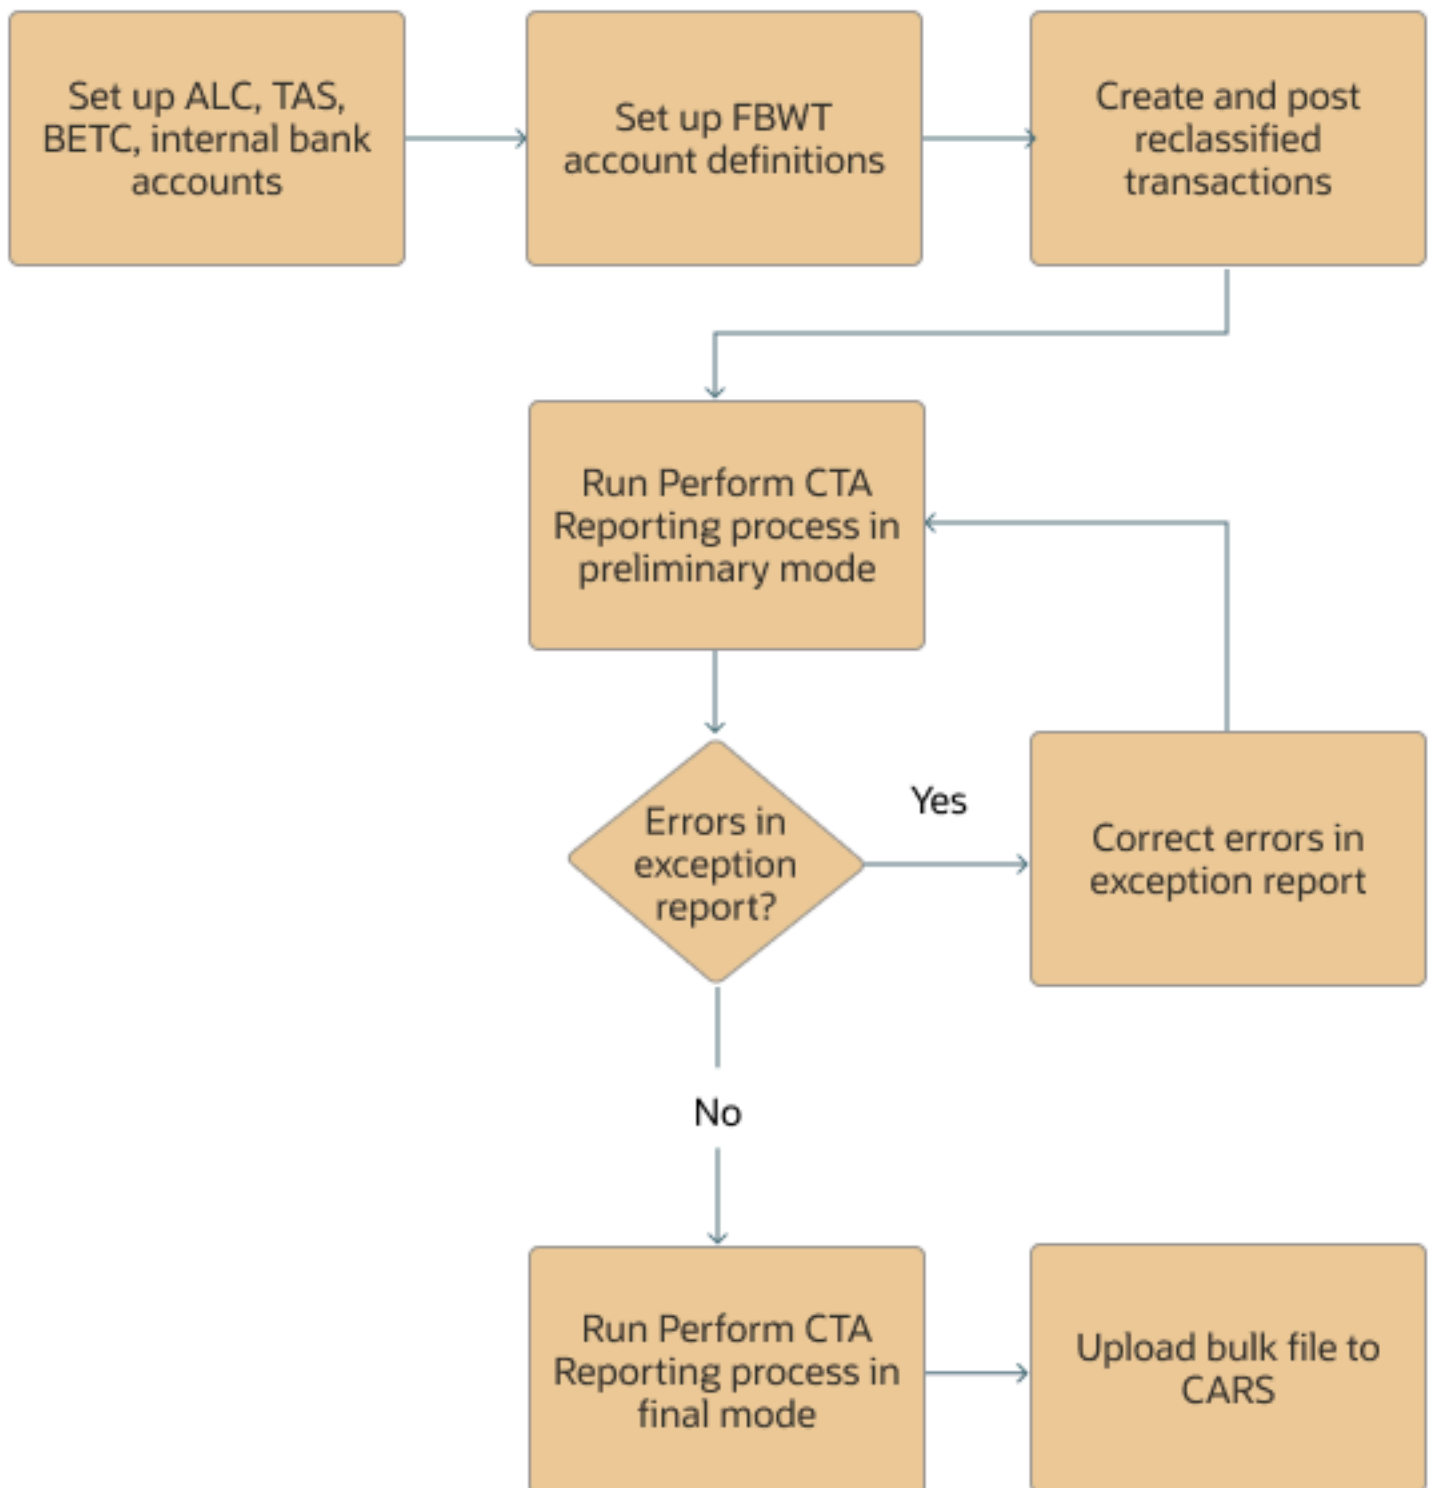 Set up ALC, TAS,
BETC, internal bank
accounts
Set up FBWT
account definitions
Create and post
reclassified
transactions
Run Perform CTA
Reporting process in
preliminary mode
Errors in
exception
report?
Yes
Correct errors in
exception report
No
Run Perform CTA
Reporting process in
final mode
Upload bulk file to
CARS